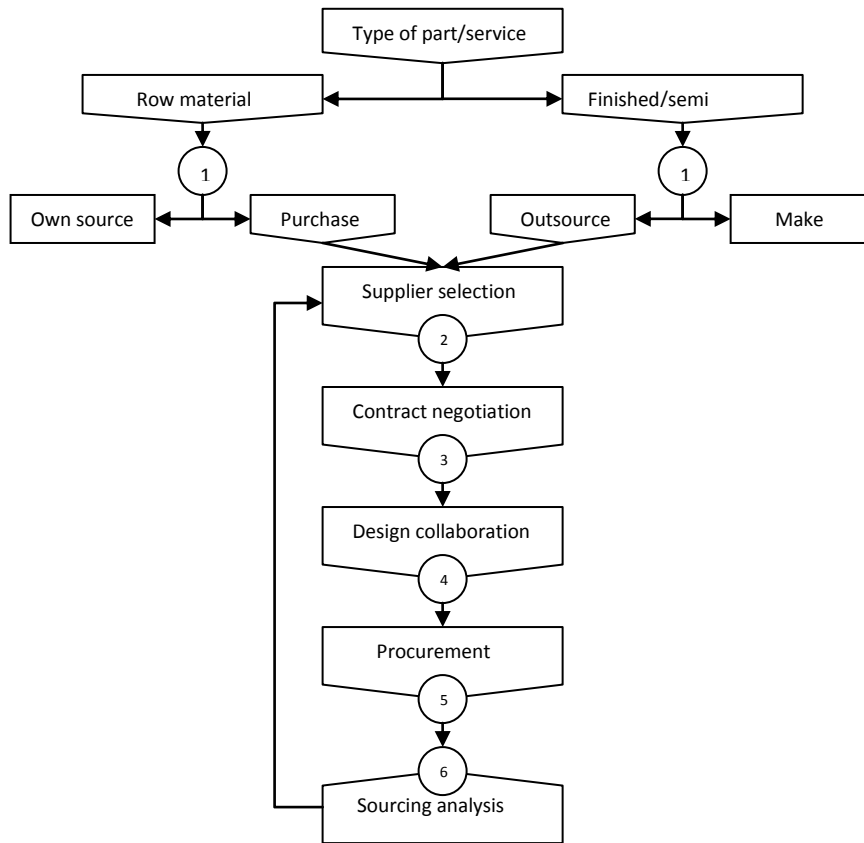 Type of part/service
Row material
Finished/semi
1
1
Own source
Purchase
Outsource
Make
Supplier selection
2
Contract negotiation
3
Design collaboration
4
Procurement
5
6
Sourcing analysis